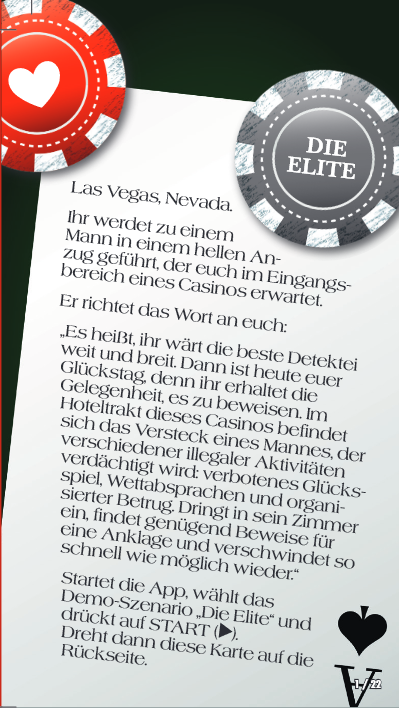 DIE
ELITE
Las Vegas, Nevada.
Ihr werdet zu einem
Mann in einem hellen An-
zug geführt, der euch im Eingangs-
bereich eines Casinos erwartet.
Er richtet das Wort an euch:
„Es heißt, ihr wärt die beste Detektei
weit und breit. Dann ist heute euer
Glückstag, denn ihr erhaltet die
Gelegenheit, es zu beweisen. Im
Hoteltrakt dieses Casinos befindet
sich das Versteck eines Mannes, der
verschiedener illegaler Aktivitäten
verdächtigt wird: verbotenes Glücks-
spiel, Wettabsprachen und organi-
sierter Betrug. Dringt in sein Zimmer
ein, findet genügend Beweise für
eine Anklage und verschwindet so
schnell wie möglich wieder.“
Startet die App, wählt das
Demo-Szenario „Die Elite“ und
drückt auf START (▶).
Dreht dann diese Karte auf die
Rückseite.
A
1 / 22